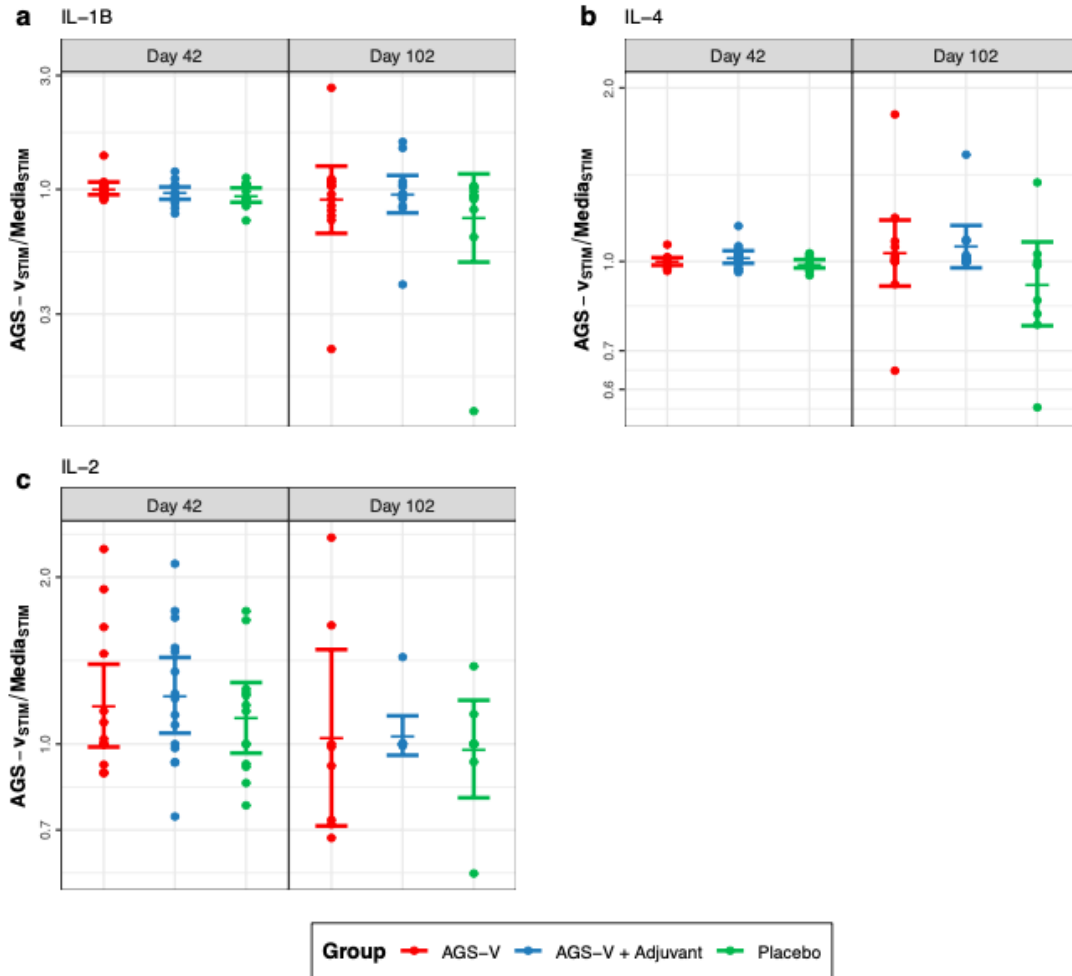 a IL−1B
Day 42 Day 102
AGS − vSTIM/MediaSTIM
3.0
1.0
0.3
b IL−4
Day 42 Day 102
AGS − vSTIM/MediaSTIM
2.0
1.0
0.7
0.6
c IL−2
Day 42 Day 102
AGS − vSTIM/MediaSTIM
2.0
1.0
0.7
Group AGS−V AGS−V + Adjuvant Placebo